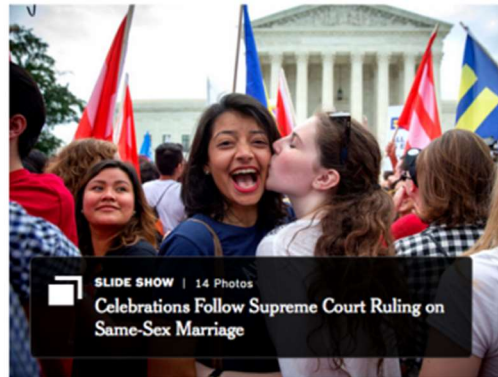 SLIDE SHOW | 14 Photos
Celebrations Follow Supreme Court Ruling on
Same-Sex Marriage